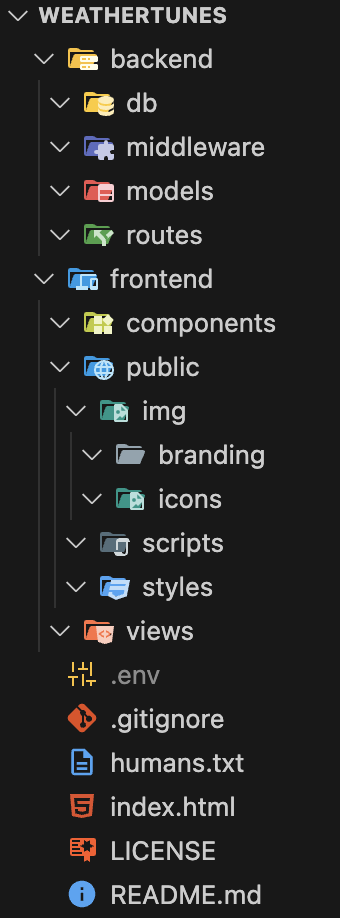 WEATHERTUNES
backend
db
middleware
models
routes
frontend
components
public
img
branding
icons
scripts
styles
views
.env
.gitignore
humans.txt
index.html
LICENSE
README.md